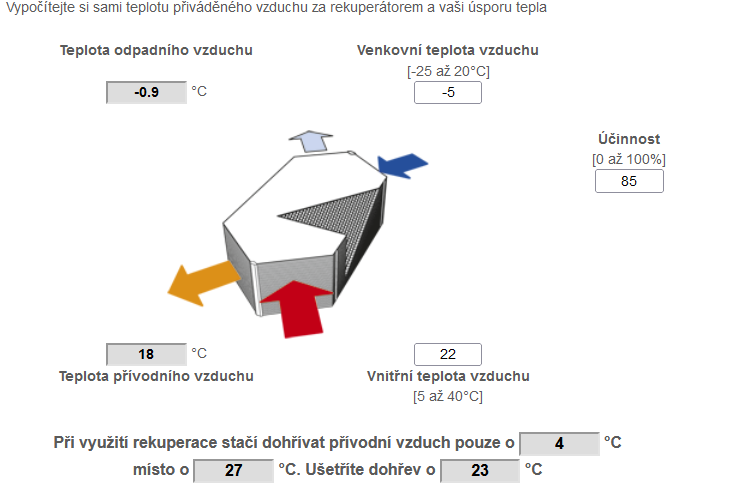 Vypočítejte si sami teplotu přiváděného vzduchu za rekuperátorem a vaši úsporu tepla
Teplota odpadního vzduchu
Venkovní teplota vzduchu
[-25 až 20°C]
-0.9 °C
-5
Účinnost
[0 až 100%]
85
18 °C
22
Teplota přívodního vzduchu
Vnitřní teplota vzduchu
[5 až 40°C]
Při využití rekuperace stačí dohřívat přívodní vzduch pouze o 4 °C
místo o 27 °C. Ušetříte dohřev o 23 °C